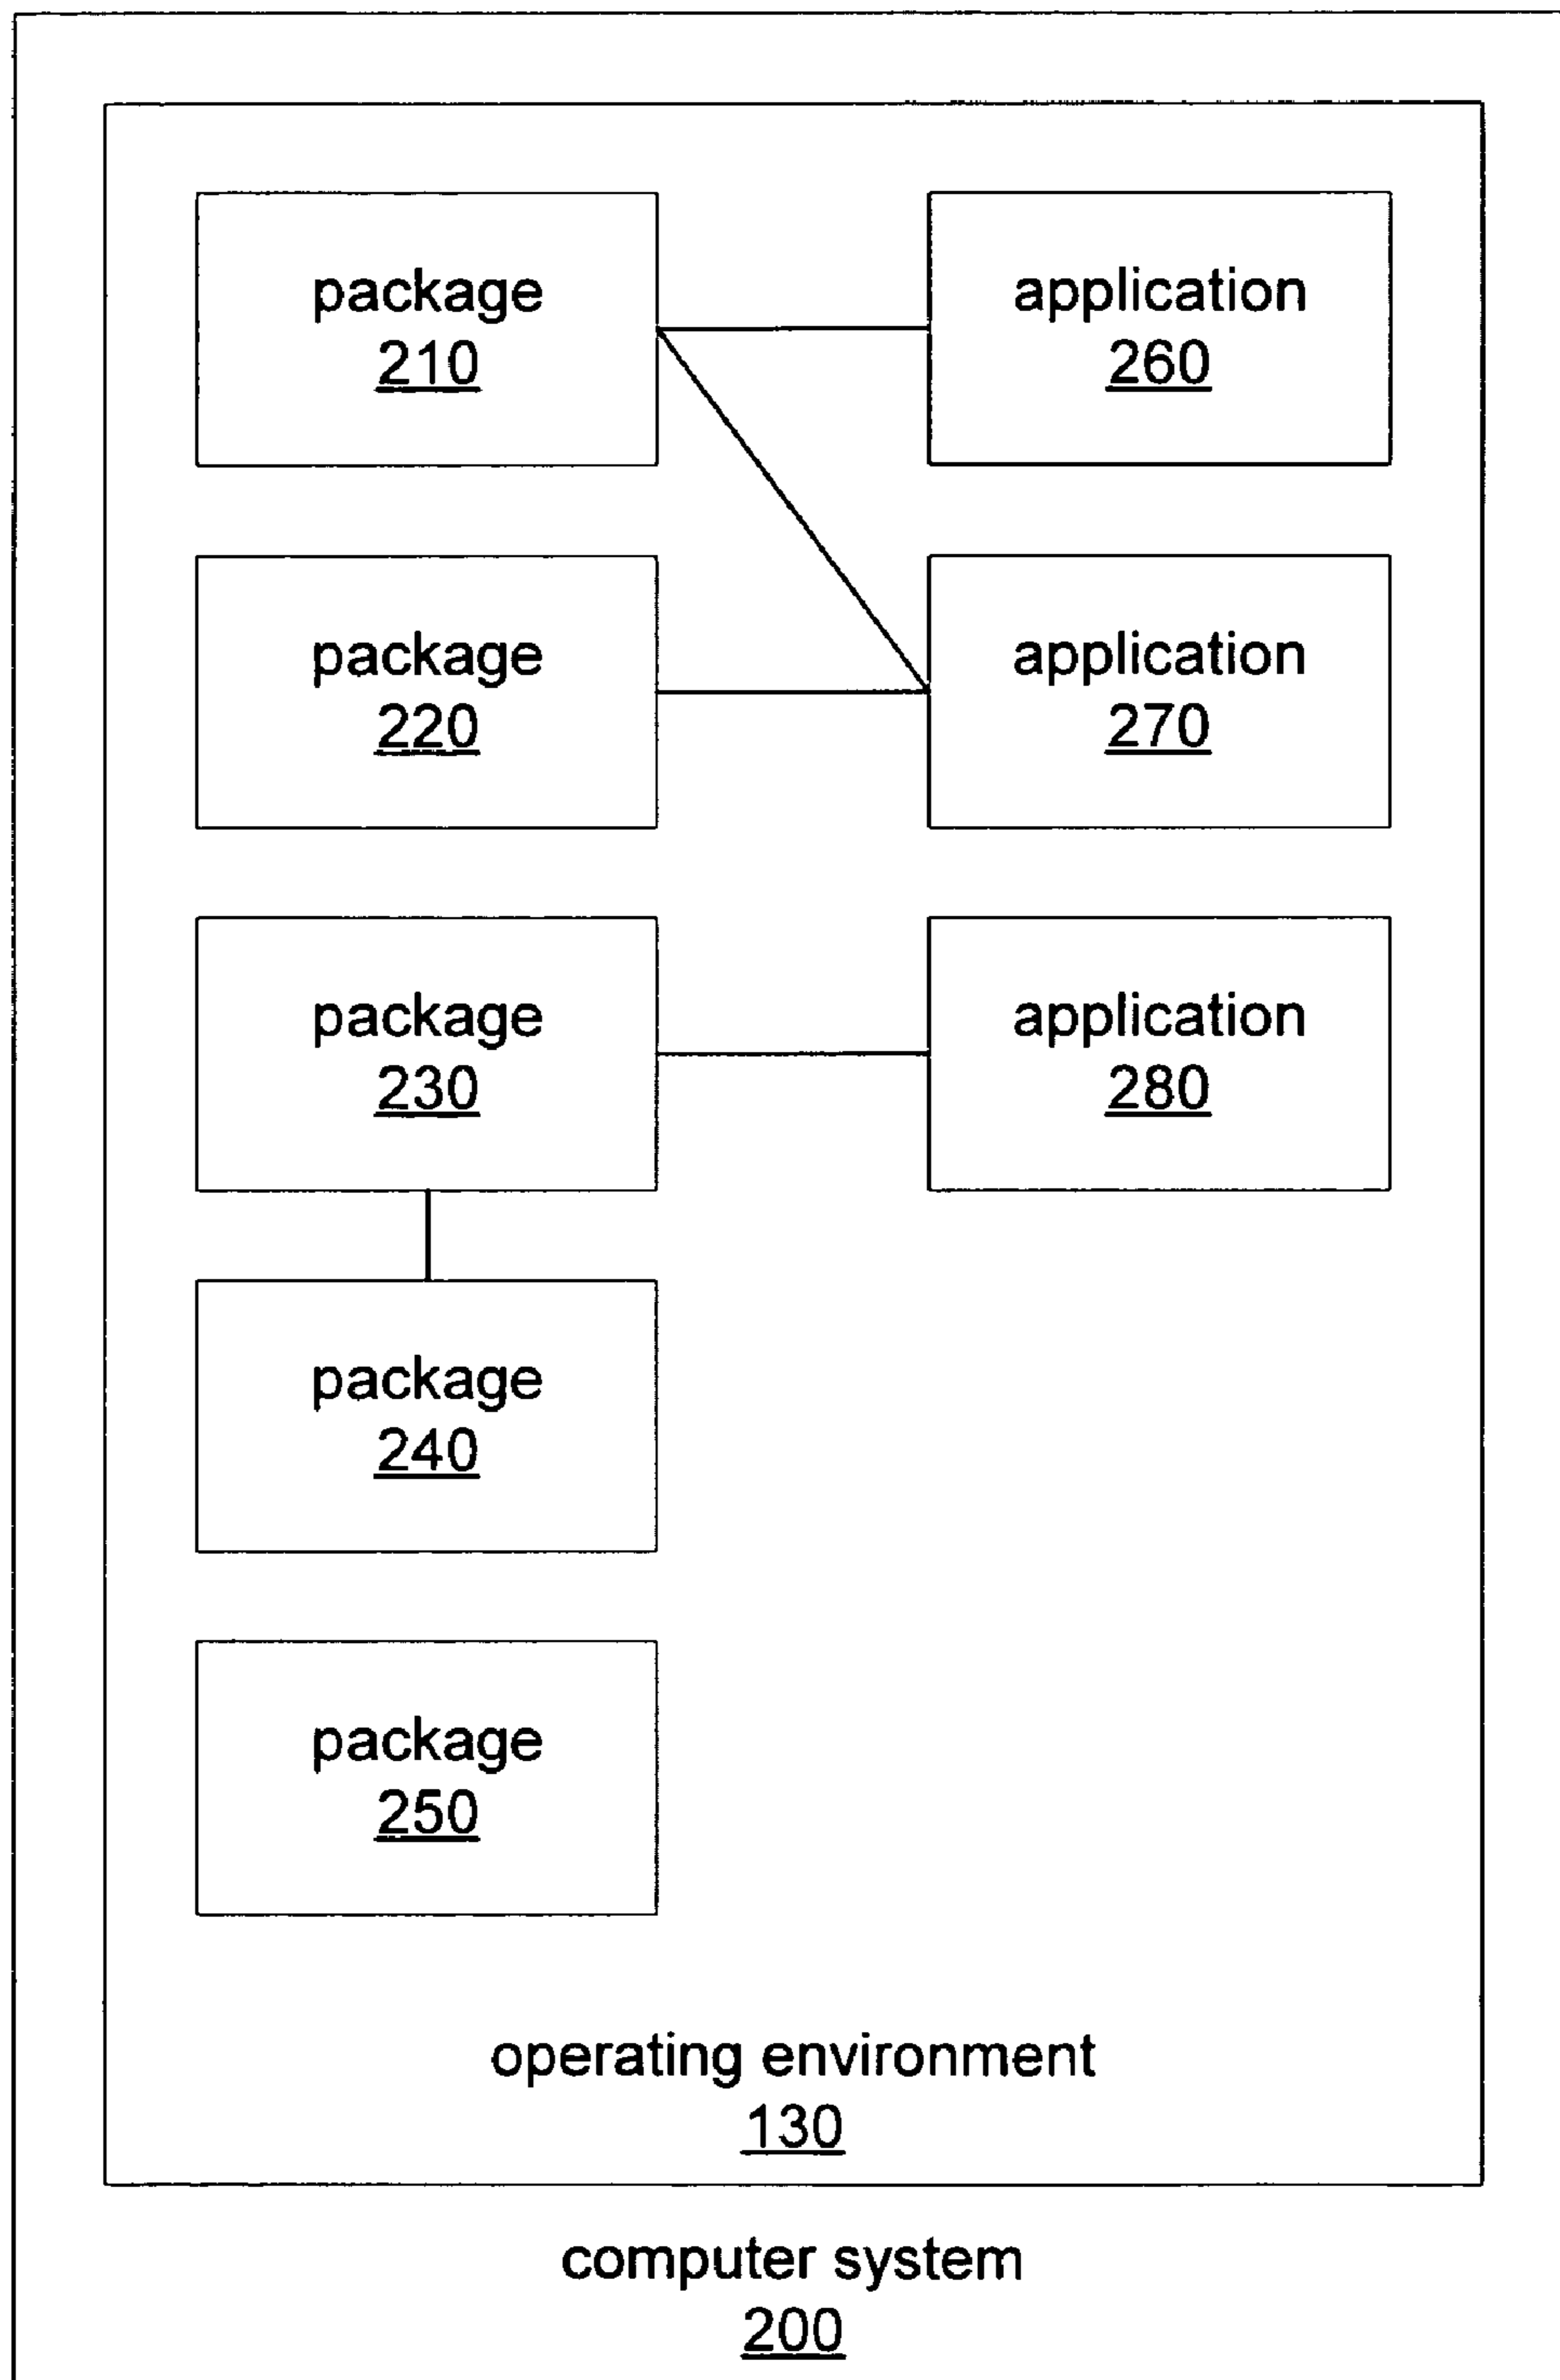 package
210
application
260
package
220
application
270
package
230
application
280
package
240
package
250
operating environment
130
computer system
200